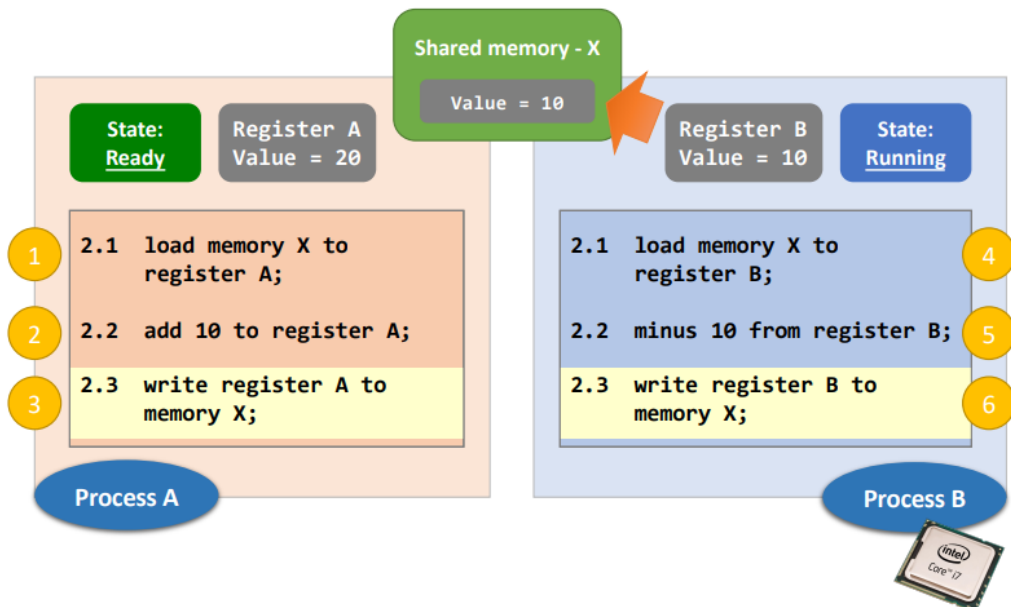 Shared memory - X
Value = 10
State:
Ready
Register A
Value = 20
Register B
Value = 10
State:
Running
1
2.1 load memory X to
register A;
2
2.2 add 10 to register A;
3
2.3 write register A to
memory X;
2.1 load memory X to
register B;
4
2.2 minus 10 from register B;
5
2.3 write register B to
memory X;
6
Process A
Process B
intel
Core™ i7